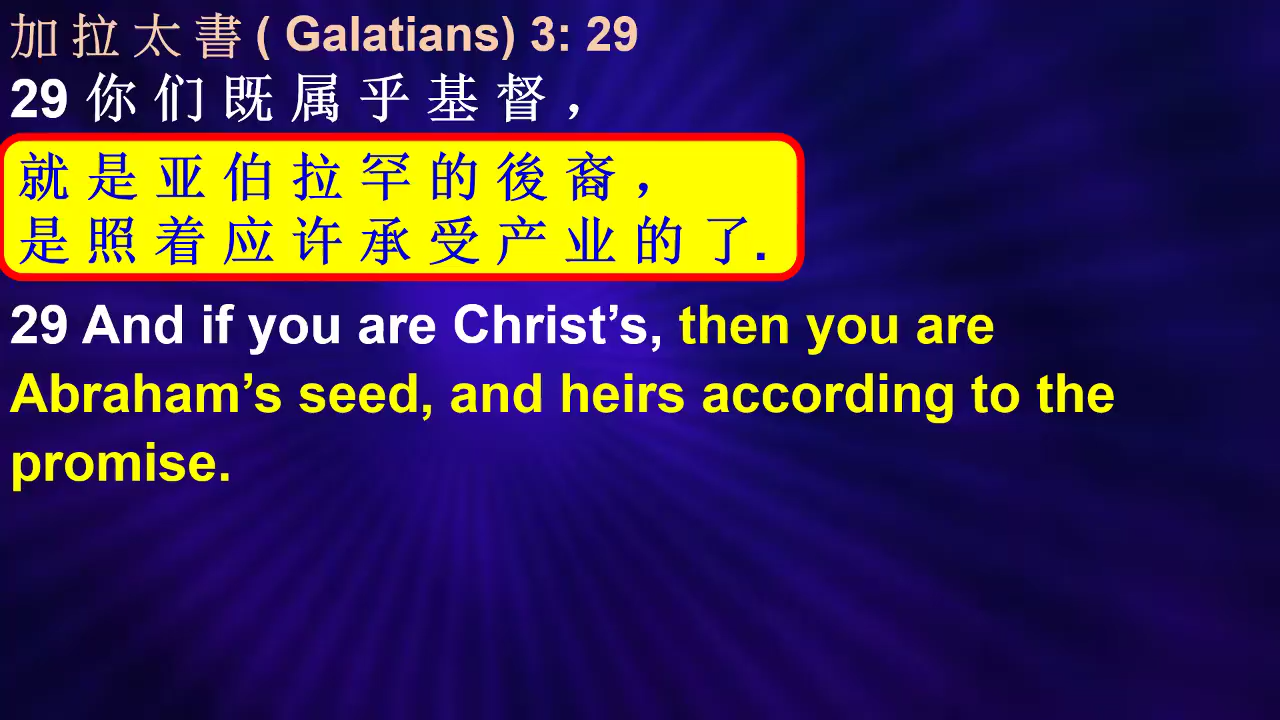 加拉太書 ( Galatians) 3: 29
29 你们既属乎基督，
就是亚伯拉罕的後裔，
是照着应许承受产业的了.
29 And if you are Christ’s, then you are
Abraham’s seed, and heirs according to the
promise.